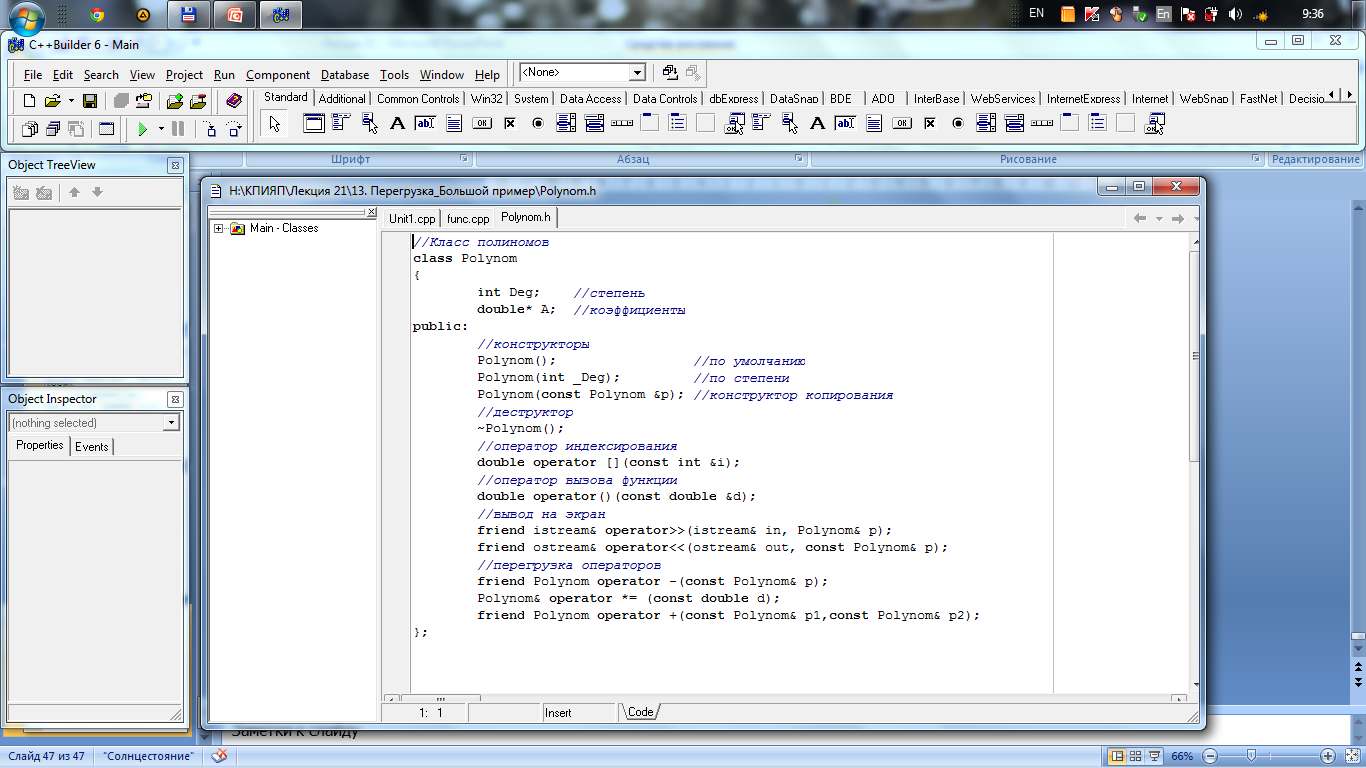 EN
En
9:36
C++Builder 6 - Main
File Edit Search View Project Run Component Database Tools Window Help
<None>
Standard Additional Common Controls Win32 System Data Access Data Controls dbExpress DataSnap BDE ADO InterBase WebServices InternetExpress Internet WebSnap FastNet Decisio
Шрифт Абзац Рисование Редактирование
Object TreeView
H:\КПИЯП\Лекция 21\13. Перегрузка_Большой пример\Polynom.h
Main - Classes
Unit1.cpp func.cpp Polynom.h
//Класс полиномов
class Polynom
{
int Deg; //степень
double* A; //коэффициенты
public:
//конструкторы
Polynom(); //по умолчанию
Polynom(int _Deg); //по степени
Polynom(const Polynom &p); //конструктор копирования
//деструктор
~Polynom();
//оператор индексирования
double operator [](const int &i);
//оператор вызова функции
double operator()(const double &d);
//вывод на экран
friend istream& operator>>(istream& in, Polynom& p);
friend ostream& operator<<(ostream& out, const Polynom& p);
//перегрузка операторов
friend Polynom operator -(const Polynom& p);
Polynom& operator *= (const double d);
friend Polynom operator +(const Polynom& p1,const Polynom& p2);
};
Object Inspector
(nothing selected)
Properties Events
1: 1 Insert Code
Заметки к слайду
Слайд 47 из 47 "Солнцестояние" 66%